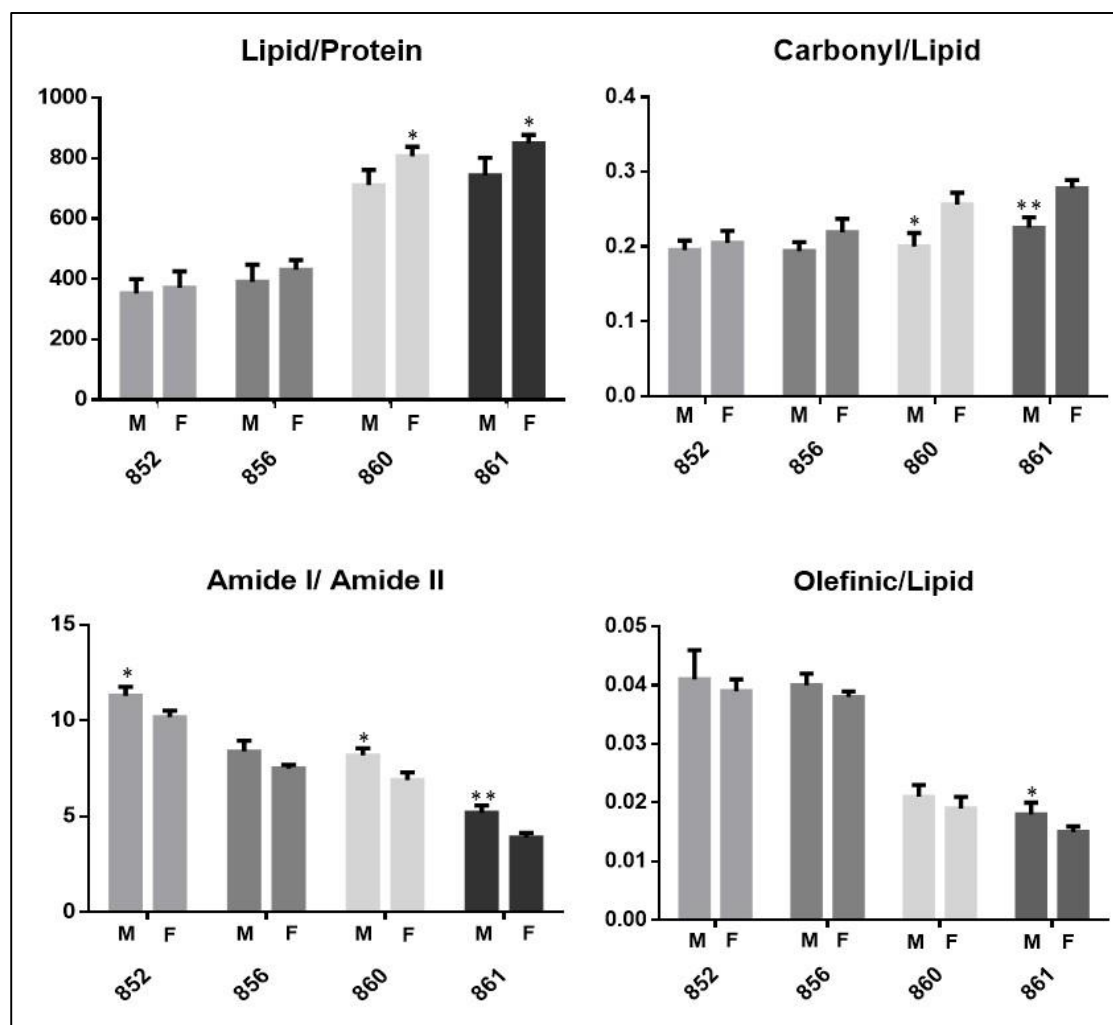 Lipid/Protein
1000
800
600
400
200
0
* *
M F M F M F M F
852 856 860 861
Carbonyl/Lipid
0.4
0.3
0.2
0.1
0.0
* **
M F M F M F M F
852 856 860 861
Amide I/ Amide II
15
10
5
0
* * **
M F M F M F M F
852 856 860 861
Olefinic/Lipid
0.05
0.04
0.03
0.02
0.01
0.00
*
M F M F M F M F
852 856 860 861